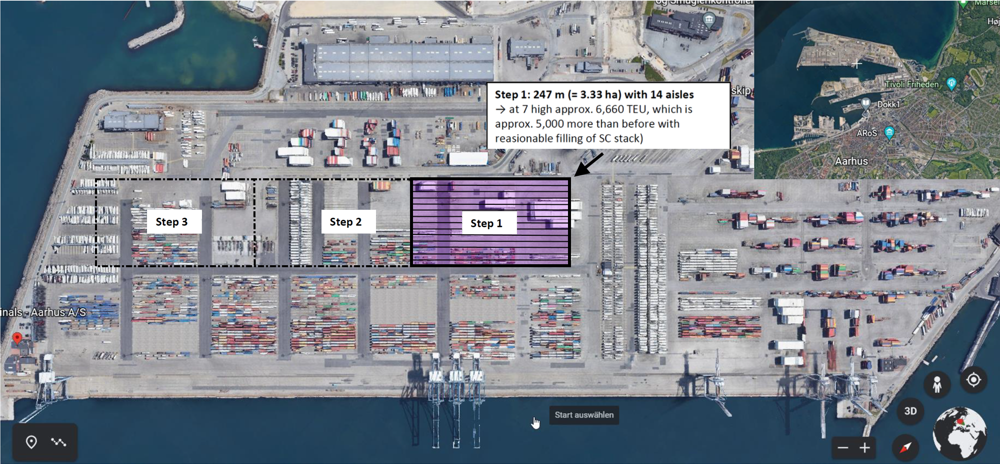 og Smuglerikontrollen
Marsel
Høj
Tivoli Friheden
Dokk1
ARoS
Aarhus
skip
Step 1: 247 m (= 3.33 ha) with 14 aisles
→ at 7 high approx. 6,660 TEU, which is
approx. 5,000 more than before with
reasionable filling of SC stack)
Step 3
Step 2
Step 1
inals - Aarhus A/S
Start auswählen
3D